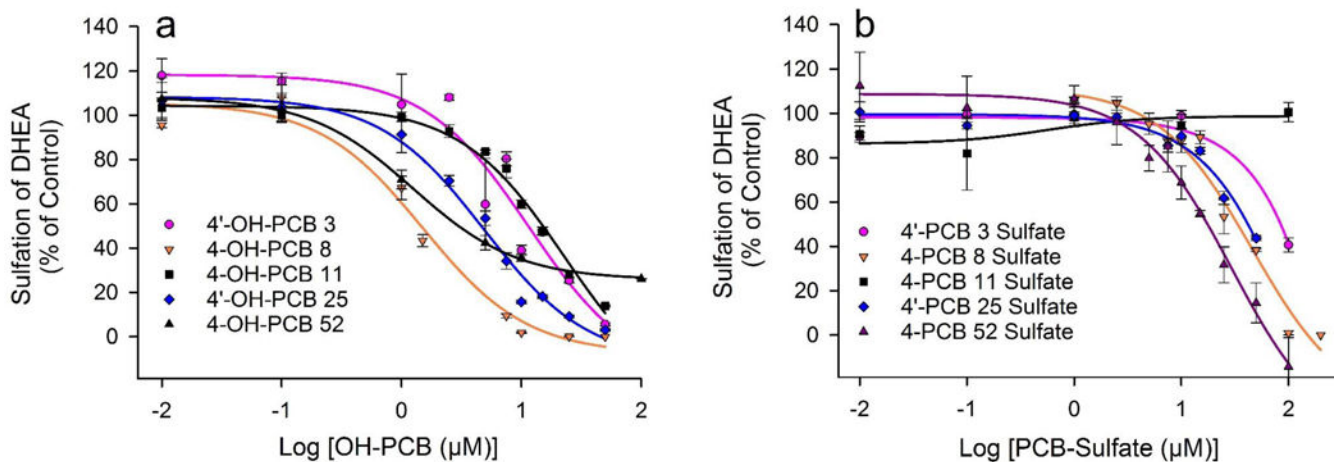 a
Sulfation of DHEA
(% of Control)
140
120
100
80
60
40
20
0
4'-OH-PCB 3
4-OH-PCB 8
4-OH-PCB 11
4'-OH-PCB 25
4-OH-PCB 52
-2 -1 0 1 2
Log [OH-PCB (µM)]
b
Sulfation of DHEA
(% of Control)
140
120
100
80
60
40
20
0
4'-PCB 3 Sulfate
4-PCB 8 Sulfate
4-PCB 11 Sulfate
4'-PCB 25 Sulfate
4-PCB 52 Sulfate
-2 -1 0 1 2
Log [PCB-Sulfate (µM)]